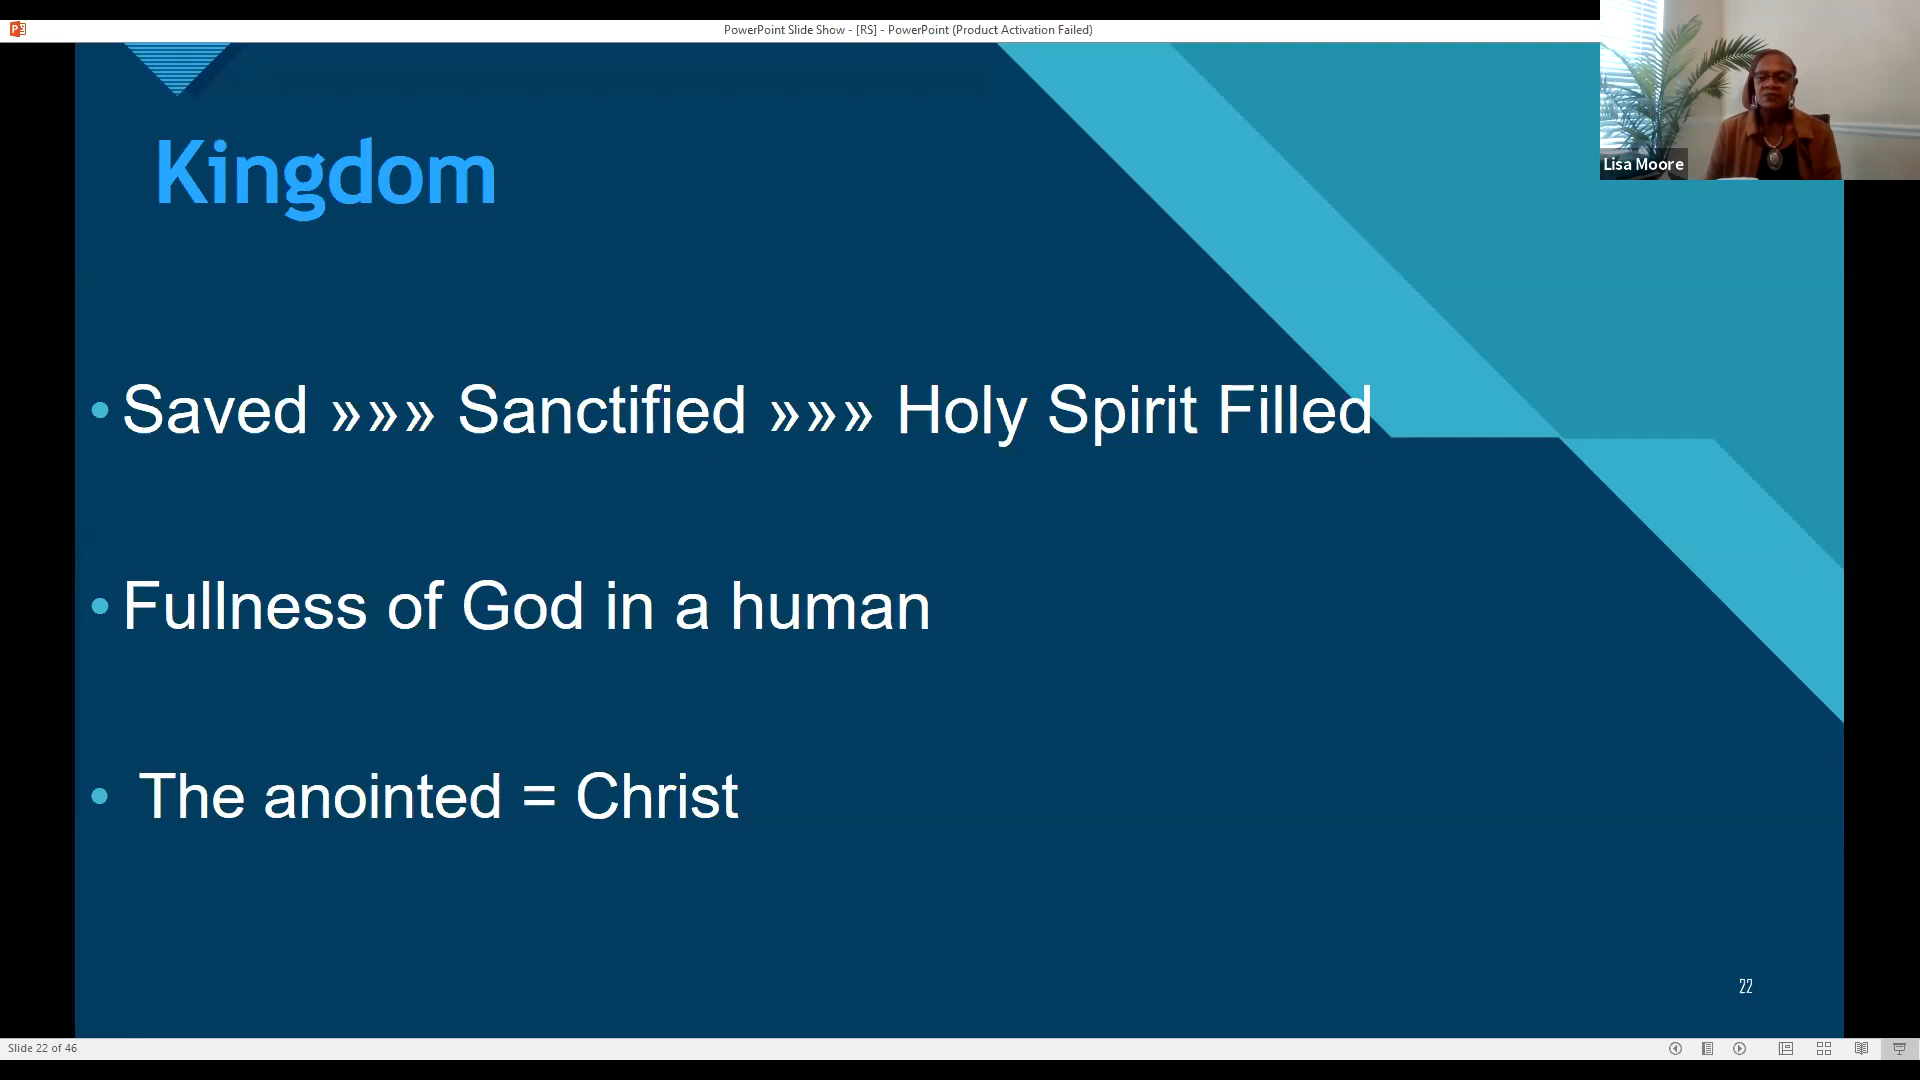 PowerPoint Slide Show - [RS] - PowerPoint (Product Activation Failed)
Lisa Moore
Kingdom
• Saved »»» Sanctified »»» Holy Spirit Filled
• Fullness of God in a human
• The anointed = Christ
22
Slide 22 of 46